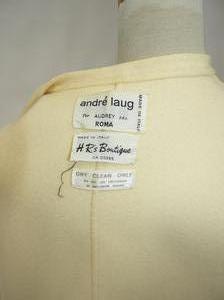 andré laug
for AUDREY
ROMA
MADE IN ITALY
MADE IN ITALY
H.R's Boutique
DRY CLEAN ONLY